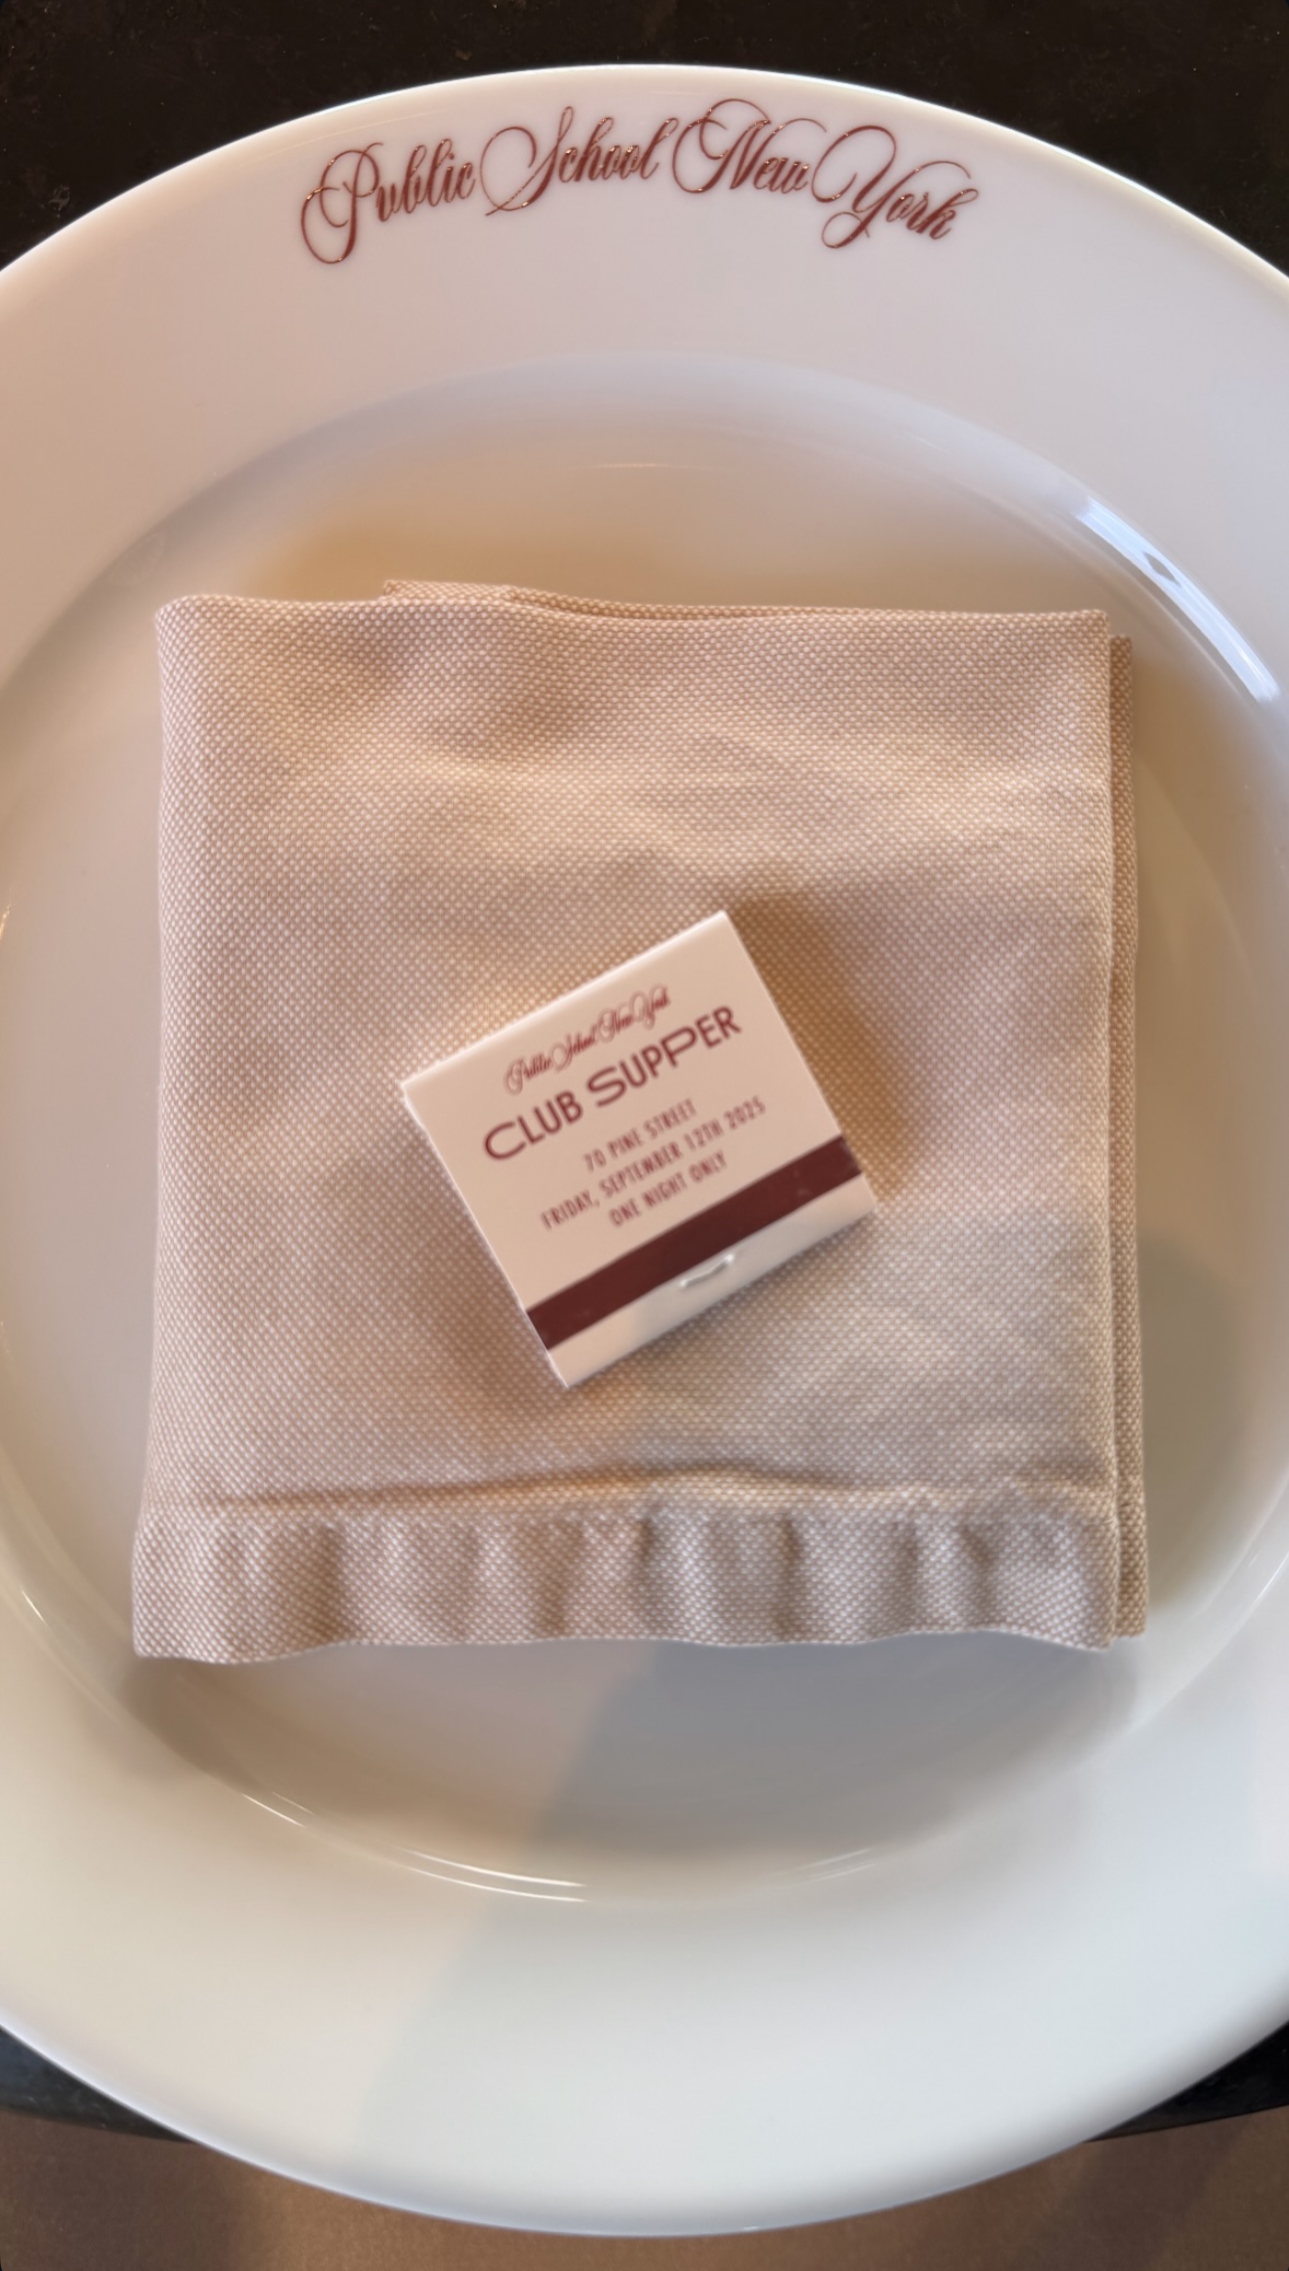 Public School New York
Public School New York
CLUB SUPPER
70 PINE STREET
FRIDAY, SEPTEMBER 12TH 2025
ONE NIGHT ONLY